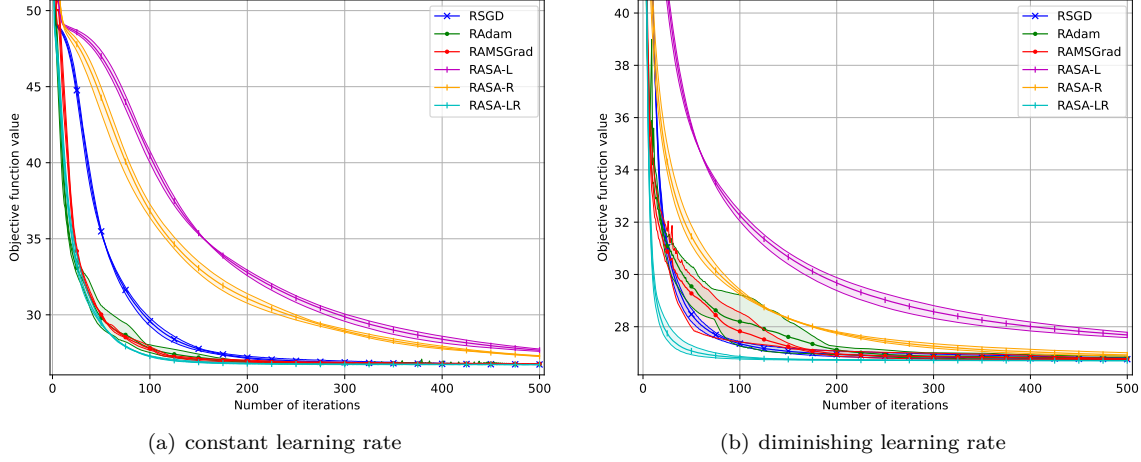 50
45
40
35
30
0
100
200
300
400
500
Objective function value
Number of iterations
RSGD
RAdam
RAMSGrad
RASA-L
RASA-R
RASA-LR
(a) constant learning rate
40
38
36
34
32
30
28
0
100
200
300
400
500
Objective function value
Number of iterations
RSGD
RAdam
RAMSGrad
RASA-L
RASA-R
RASA-LR
(b) diminishing learning rate